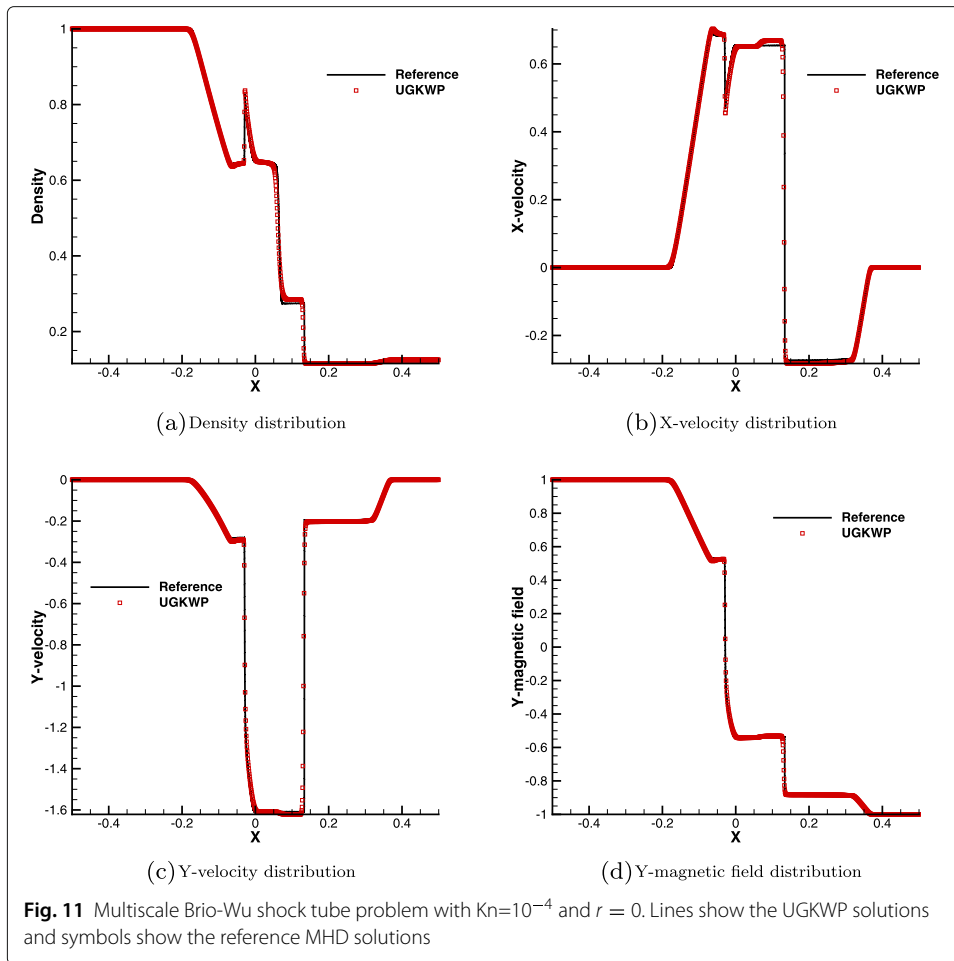 Density
1
0.8
0.6
0.4
0.2
-0.4
-0.2
0
0.2
0.4
X
Reference
UGKWP
(a) Density distribution
X-velocity
0.6
0.4
0.2
0
-0.2
-0.4
-0.2
0
0.2
0.4
X
Reference
UGKWP
(b) X-velocity distribution
Y-velocity
0
-0.2
-0.4
-0.6
-0.8
-1
-1.2
-1.4
-1.6
-0.4
-0.2
0
0.2
0.4
X
Reference
UGKWP
(c) Y-velocity distribution
Y-magnetic field
1
0.8
0.6
0.4
0.2
0
-0.2
-0.4
-0.6
-0.8
-1
-0.4
-0.2
0
0.2
0.4
X
Reference
UGKWP
(d) Y-magnetic field distribution
Fig. 11 Multiscale Brio-Wu shock tube problem with Kn=10⁻⁴ and r = 0. Lines show the UGKWP solutions
and symbols show the reference MHD solutions